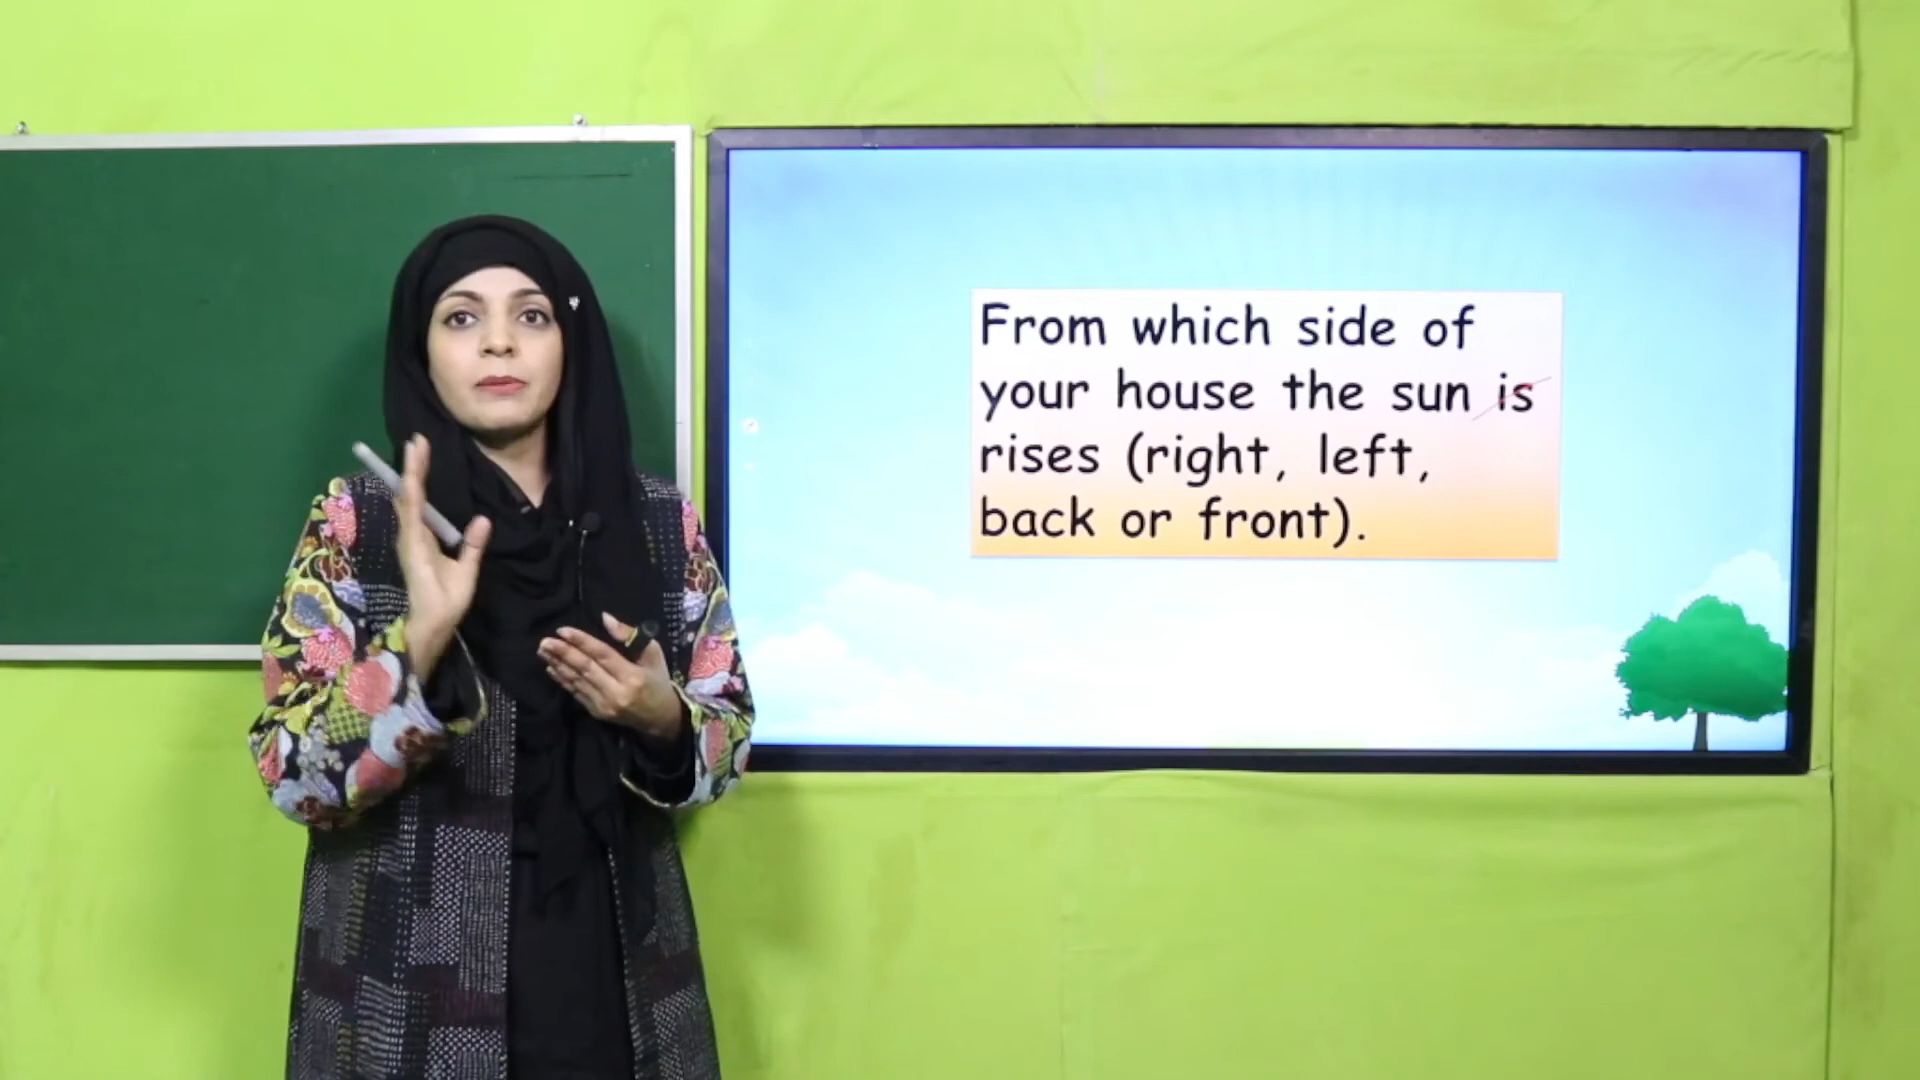 From which side of
your house the sun is
rises (right, left,
back or front).